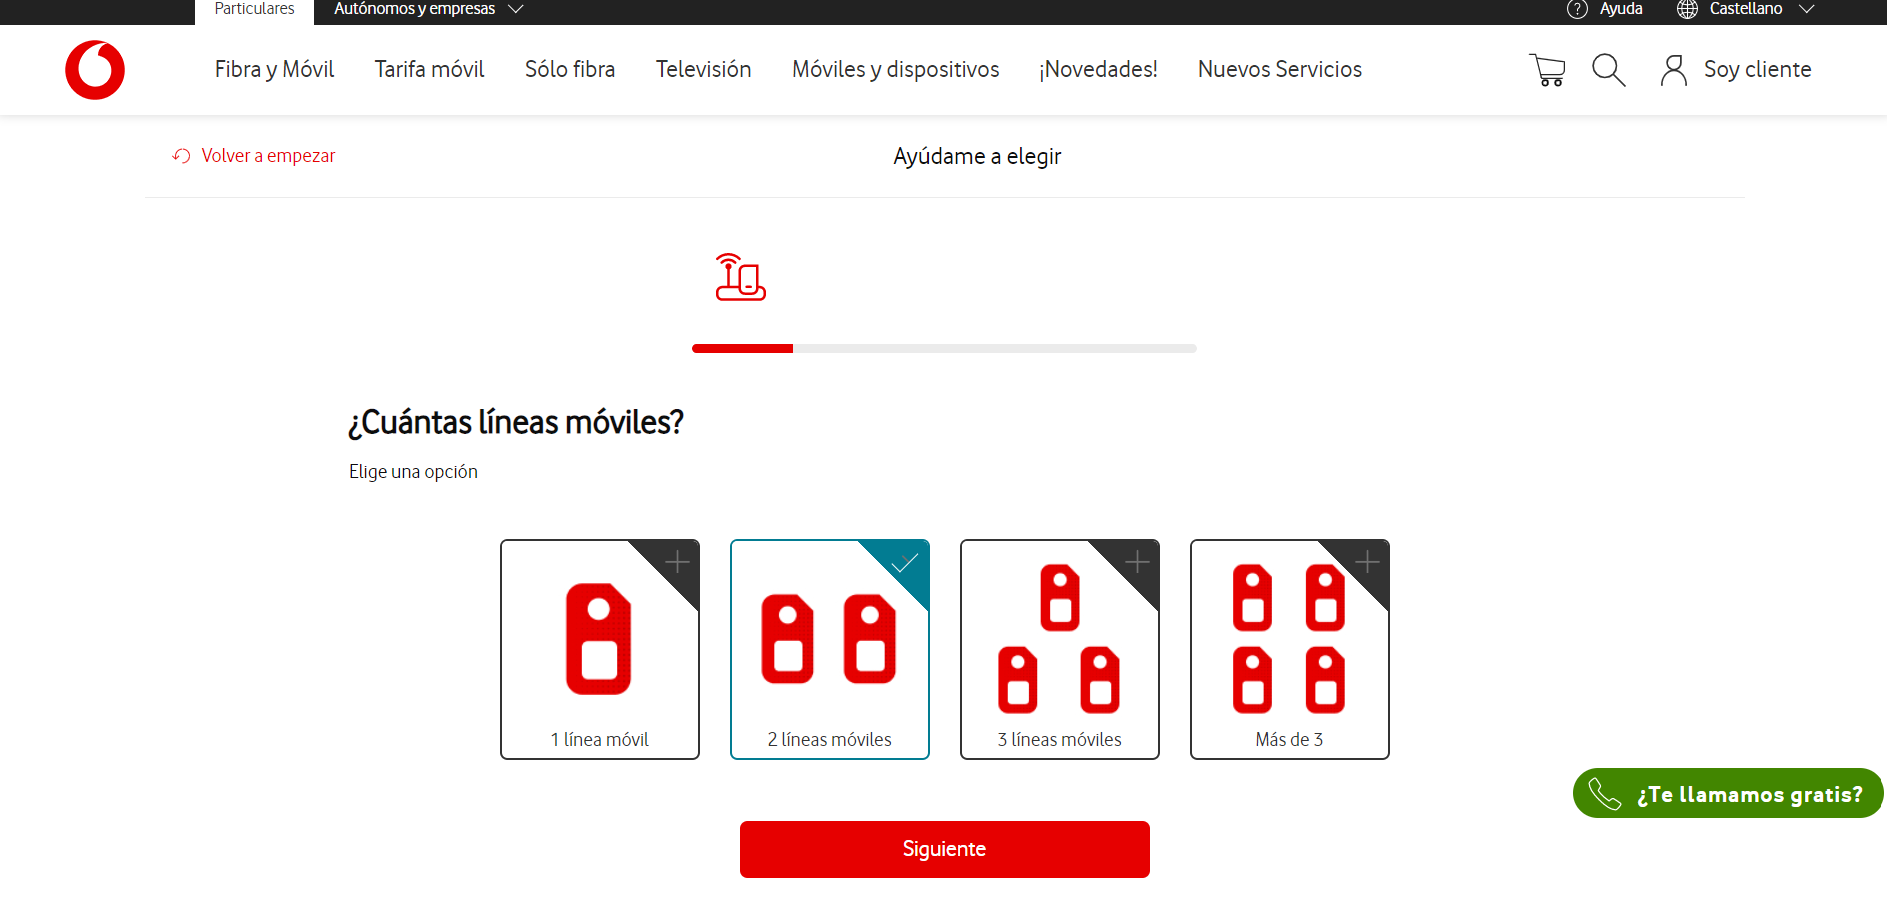 Particulares Autónomos y empresas Ayuda Castellano
Fibra y Móvil Tarifa móvil Sólo fibra Televisión Móviles y dispositivos ¡Novedades! Nuevos Servicios Soy cliente
Volver a empezar Ayúdame a elegir
¿Cuántas líneas móviles?
Elige una opción
1 línea móvil 2 líneas móviles 3 líneas móviles Más de 3
¿Te llamamos gratis?
Siguiente